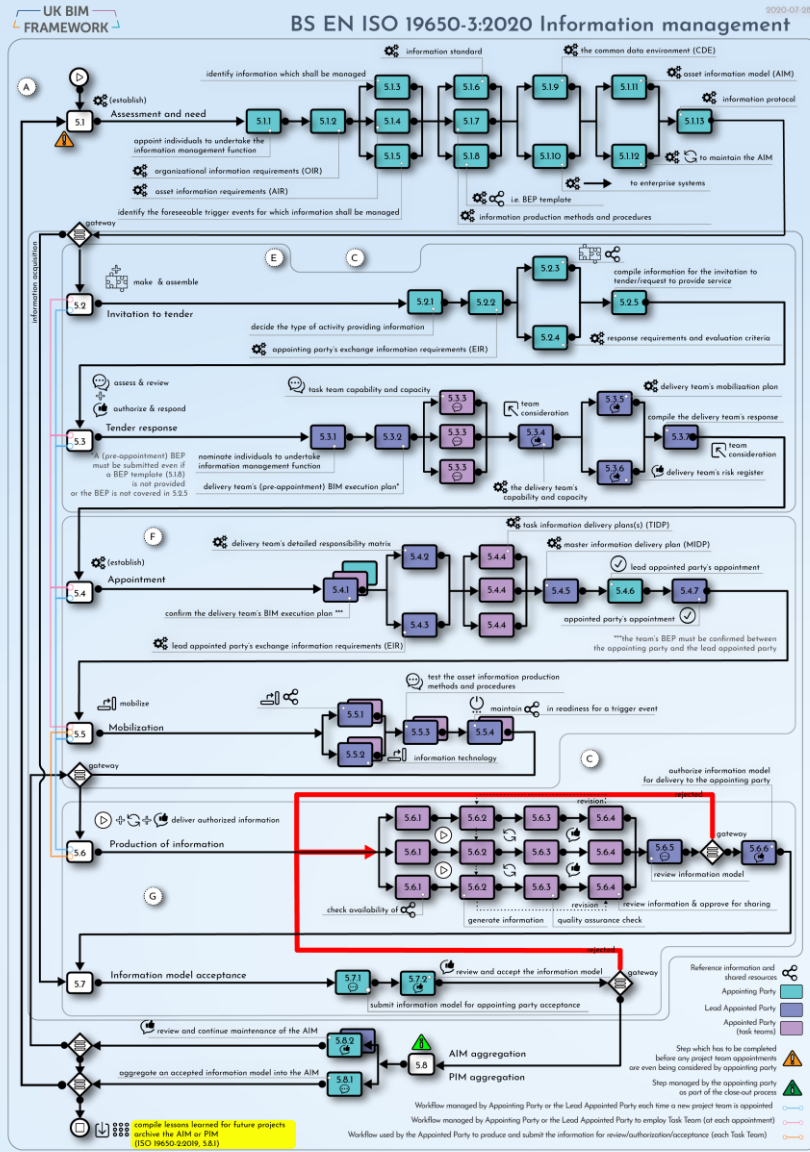 UK BIM
FRAMEWORK
BS EN ISO 19650-3:2020 Information management
2020-07-28
A
(establish)
5.1
Assessment and need
identify information which shall be managed
information standard
the common data environment (CDE)
asset information model (AIM)
information protocol
5.1.1
5.1.2
5.1.3
5.1.4
5.1.5
5.1.6
5.1.7
5.1.8
5.1.9
5.1.10
5.1.11
5.1.12
5.1.13
appoint individuals to undertake the
information management function
organizational information requirements (OIR)
asset information requirements (AIR)
identify the foreseeable trigger events for which information shall be managed
to maintain the AIM
to enterprise systems
i.e. BEP template
information production methods and procedures
gateway
information acquisition
E
C
make & assemble
5.2
Invitation to tender
5.2.1
5.2.2
5.2.3
5.2.4
5.2.5
compile information for the invitation to
tender/request to provide service
decide the type of activity providing information
appointing party's exchange information requirements (EIR)
response requirements and evaluation criteria
assess & review
+
authorize & respond
5.3
Tender response
*A (pre-appointment) BEP
must be submitted even if
a BEP template (5.1.8)
is not provided
or the BEP is not covered in 5.2.5
task team capability and capacity
team
consideration
delivery team's mobilization plan
compile the delivery team's response
5.3.1
5.3.2
5.3.3
5.3.3
5.3.3
5.3.4
5.3.5
5.3.6
5.3.7
team
consideration
nominate individuals to undertake
information management function
delivery team's (pre-appointment) BIM execution plan*
the delivery team's
capability and capacity
delivery team's risk register
F
(establish)
5.4
Appointment
delivery team's detailed responsibility matrix
task information delivery plans(s) (TIDP)
master information delivery plan (MIDP)
lead appointed party's appointment
5.4.1
5.4.2
5.4.3
5.4.4
5.4.4
5.4.4
5.4.5
5.4.6
5.4.7
confirm the delivery team's BIM execution plan ***
appointed party's appointment
lead appointed party's exchange information requirements (EIR)
***the team's BEP must be confirmed between
the appointing party and the lead appointed party
mobilize
5.5
Mobilization
test the asset information production
methods and procedures
maintain
in readiness for a trigger event
5.5.1
5.5.2
5.5.3
5.5.4
information technology
gateway
C
authorize information model
for delivery to the appointing party
rejected
revision
deliver authorized information
5.6
Production of information
5.6.1
5.6.2
5.6.3
5.6.4
5.6.1
5.6.2
5.6.3
5.6.4
5.6.1
5.6.2
5.6.3
5.6.4
5.6.5
gateway
5.6.6
review information model
G
check availability of
generate information
quality assurance check
revision
review information & approve for sharing
rejected
5.7
Information model acceptance
5.7.1
5.7.2
review and accept the information model
gateway
submit information model for appointing party acceptance
review and continue maintenance of the AIM
5.8.2
5.8
AIM aggregation
PIM aggregation
aggregate an accepted information model into the AIM
5.8.1
compile lessons learned for future projects
archive the AIM or PIM
(ISO 19650-2:2019, 5.8.1)
Reference information and
shared resources
Appointing Party
Lead Appointed Party
Appointed Party
(task teams)
Step which has to be completed
before any project team appointments
are even being considered by appointing party
Step managed by the appointing party
as part of the close-out process
Workflow managed by Appointing Party or the Lead Appointed Party each time a new project team is appointed
Workflow managed by Appointing Party or the Lead Appointed Party to employ Task Team (at each appointment)
Workflow used by the Appointed Party to produce and submit the information for review/authorization/acceptance (each Task Team)